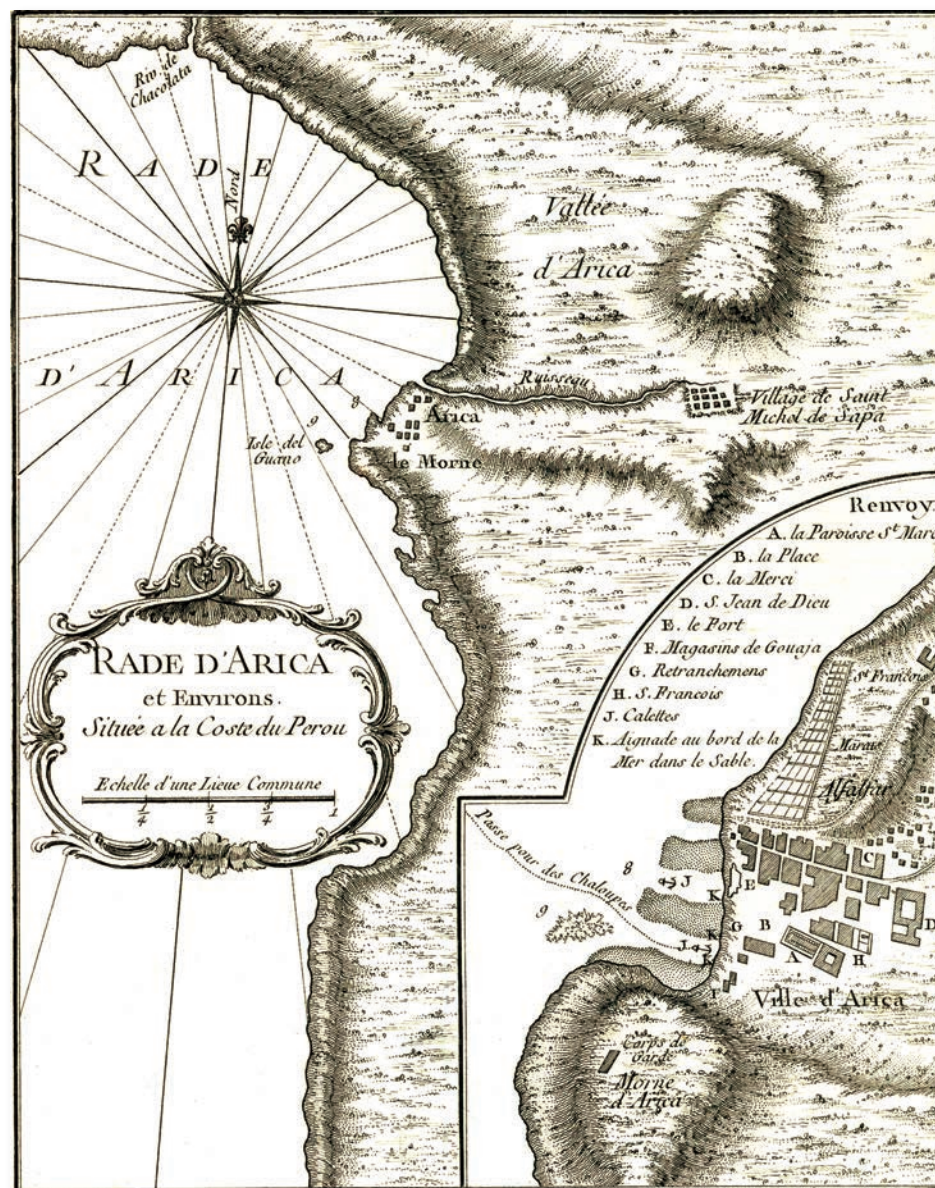 Riv. de
Chacolata
RADE
Nord
D'ARICA
Vallée
d'Arica
Ruisseau
Village de Saint
Michel de Sapa
8
9
Arica
Isle del
Guano
le Morne
RADE D'ARICA
et Environs.
Située a la Coste du Perou
Echelle d'une Lieue Commune
1/4 1/2 3/4 1
Renvoy
A. la Paroisse St Marc
B. la Place
C. la Merci
D. S. Jean de Dieu
E. le Fort
F. Magasins de Gouaja
G. Retranchemens
H. S. Francois
J. Calettes
K. Aignade au bord de la
Mer dans le Sable.
St Francois
Marais
Alfalfar
Passe pour des Chaloupes
8
9
J
K
E
C
G
B
D
K
J
K
A
H
F
Ville d'Arica
Corps de
Garde
Morne
d'Arica